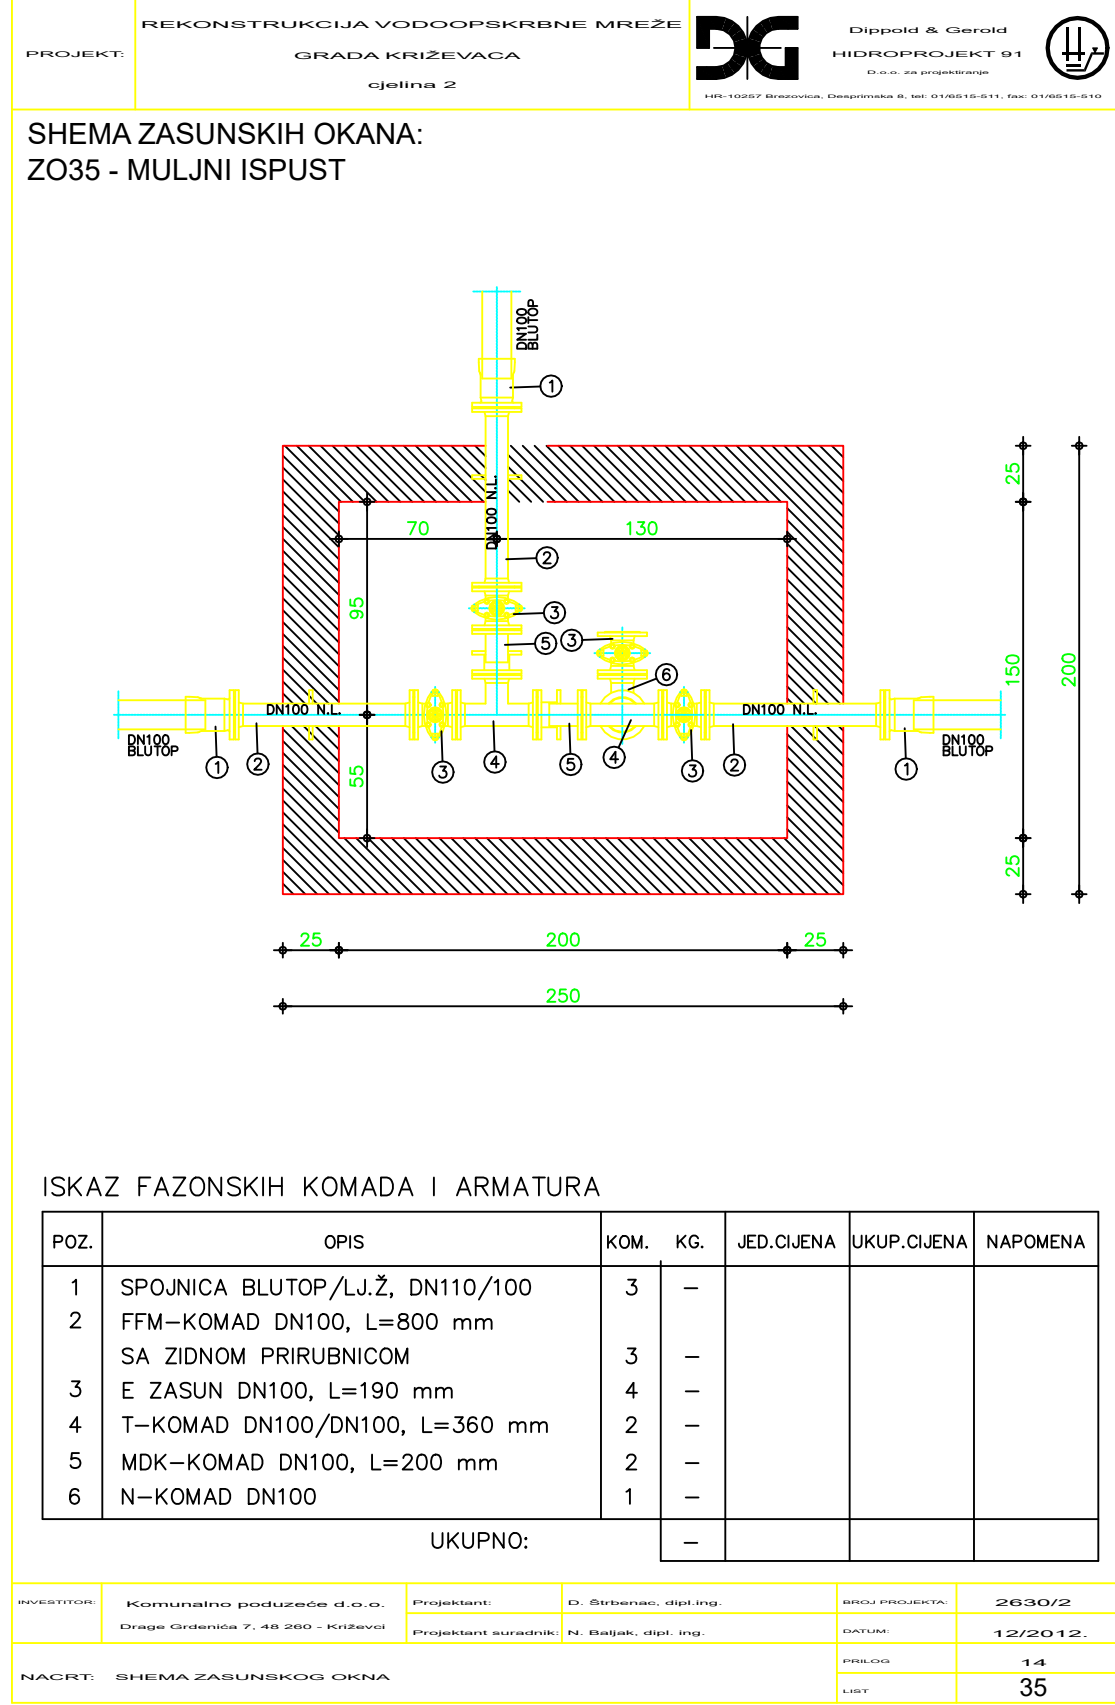 PROJEKT:
REKONSTRUKCIJA VODOOPSKRBNE MREŽE
GRADA KRIŽEVACA
cjelina 2
DG
Dippold & Gerold
HIDROPROJEKT 91
D.o.o. za projektiranje
HR-10257 Brezovica, Desprimska 8, tel: 01/6515-511, fax: 01/6515-510
SHEMA ZASUNSKIH OKANA:
ZO35 - MULJNI ISPUST
DN100
BLUTOP
1
25
70
DN100 N.L.
130
2
95
3
5
3
150
200
6
DN100 N.L.
DN100 N.L.
DN100
BLUTOP
DN100
BLUTOP
1
2
3
4
5
4
3
2
1
55
25
25
200
25
250
ISKAZ FAZONSKIH KOMADA I ARMATURA
POZ. OPIS KOM. KG. JED.CIJENA UKUP.CIJENA NAPOMENA
1 SPOJNICA BLUTOP/LJ.Ž, DN110/100 3 –
2 FFM–KOMAD DN100, L=800 mm
SA ZIDNOM PRIRUBNICOM 3 –
3 E ZASUN DN100, L=190 mm 4 –
4 T–KOMAD DN100/DN100, L=360 mm 2 –
5 MDK–KOMAD DN100, L=200 mm 2 –
6 N–KOMAD DN100 1 –
UKUPNO: –
INVESTITOR:
Komunalno poduzeće d.o.o.
Drage Grdenića 7, 48 260 - Križevci
Projektant: D. Štrbenac, dipl.ing.
Projektant suradnik: N. Baljak, dipl. ing.
BROJ PROJEKTA: 2630/2
DATUM: 12/2012.
NACRT: SHEMA ZASUNSKOG OKNA
PRILOG 14
LIST 35